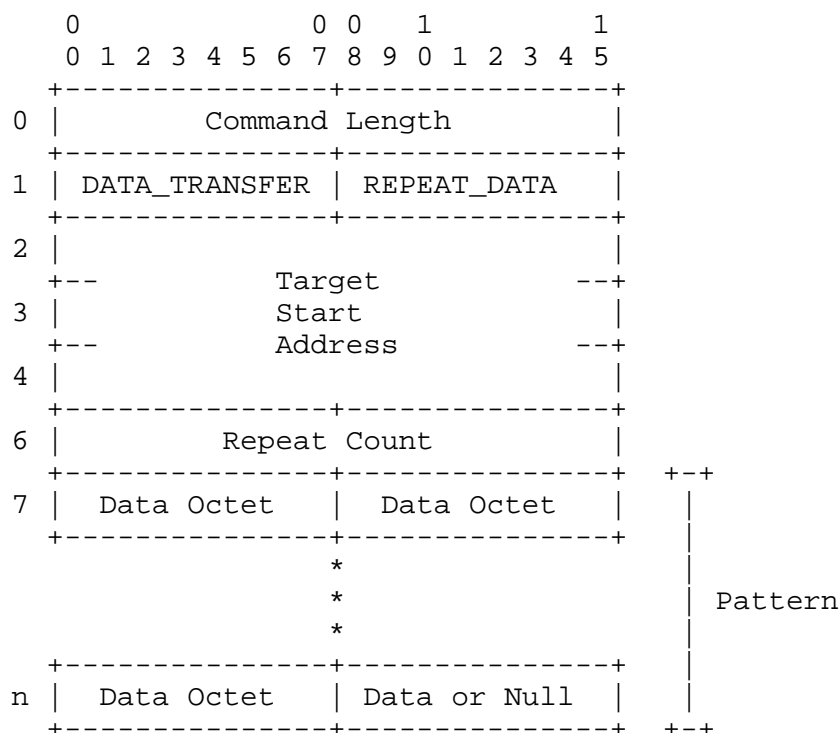 0             0 0   1         1
0 1 2 3 4 5 6 7 8 9 0 1 2 3 4 5
+---------------+---------------+
0 |        Command Length         |
+---------------+---------------+
1 | DATA_TRANSFER | REPEAT_DATA   |
+---------------+---------------+
2 |                               |
+--          Target           --+
3 |            Start              |
+--          Address          --+
4 |                               |
+---------------+---------------+
6 |         Repeat Count          |
+---------------+---------------+  +-+
7 |  Data Octet   |  Data Octet   |   |
+---------------+---------------+   |
*                   |
*                   | Pattern
*                   |
+---------------+---------------+   |
n |  Data Octet   | Data or Null  |   |
+---------------+---------------+  +-+